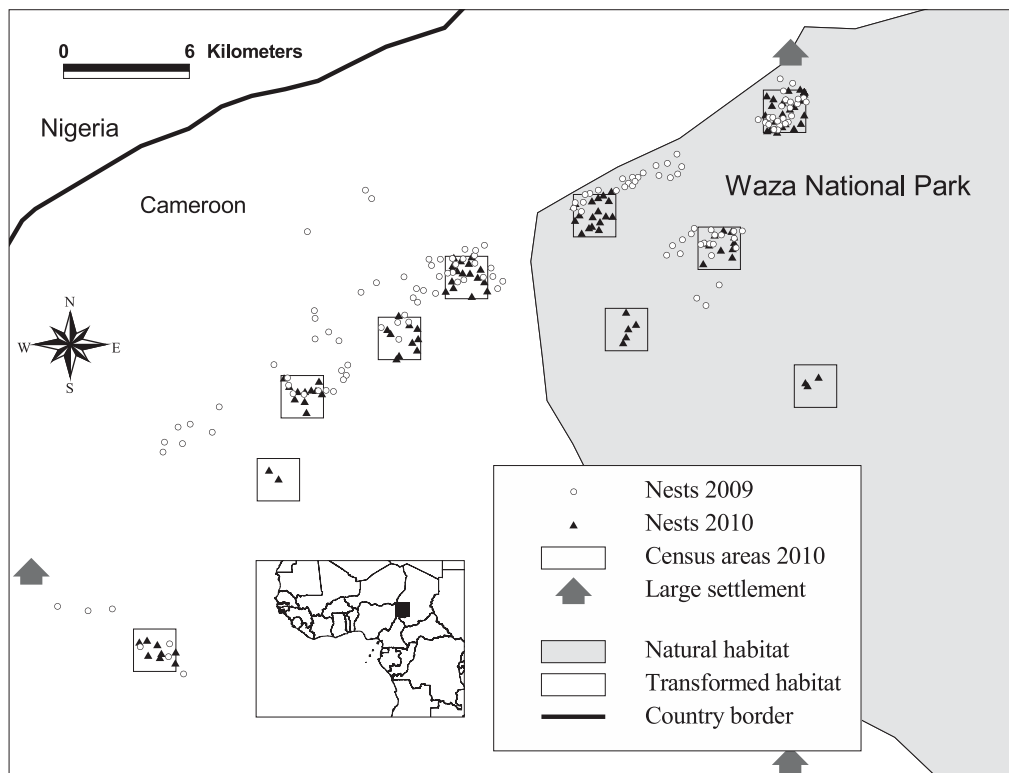 0 6 Kilometers
Nigeria
Cameroon
Waza National Park
N
W E
S
Nests 2009
Nests 2010
Census areas 2010
Large settlement
Natural habitat
Transformed habitat
Country border